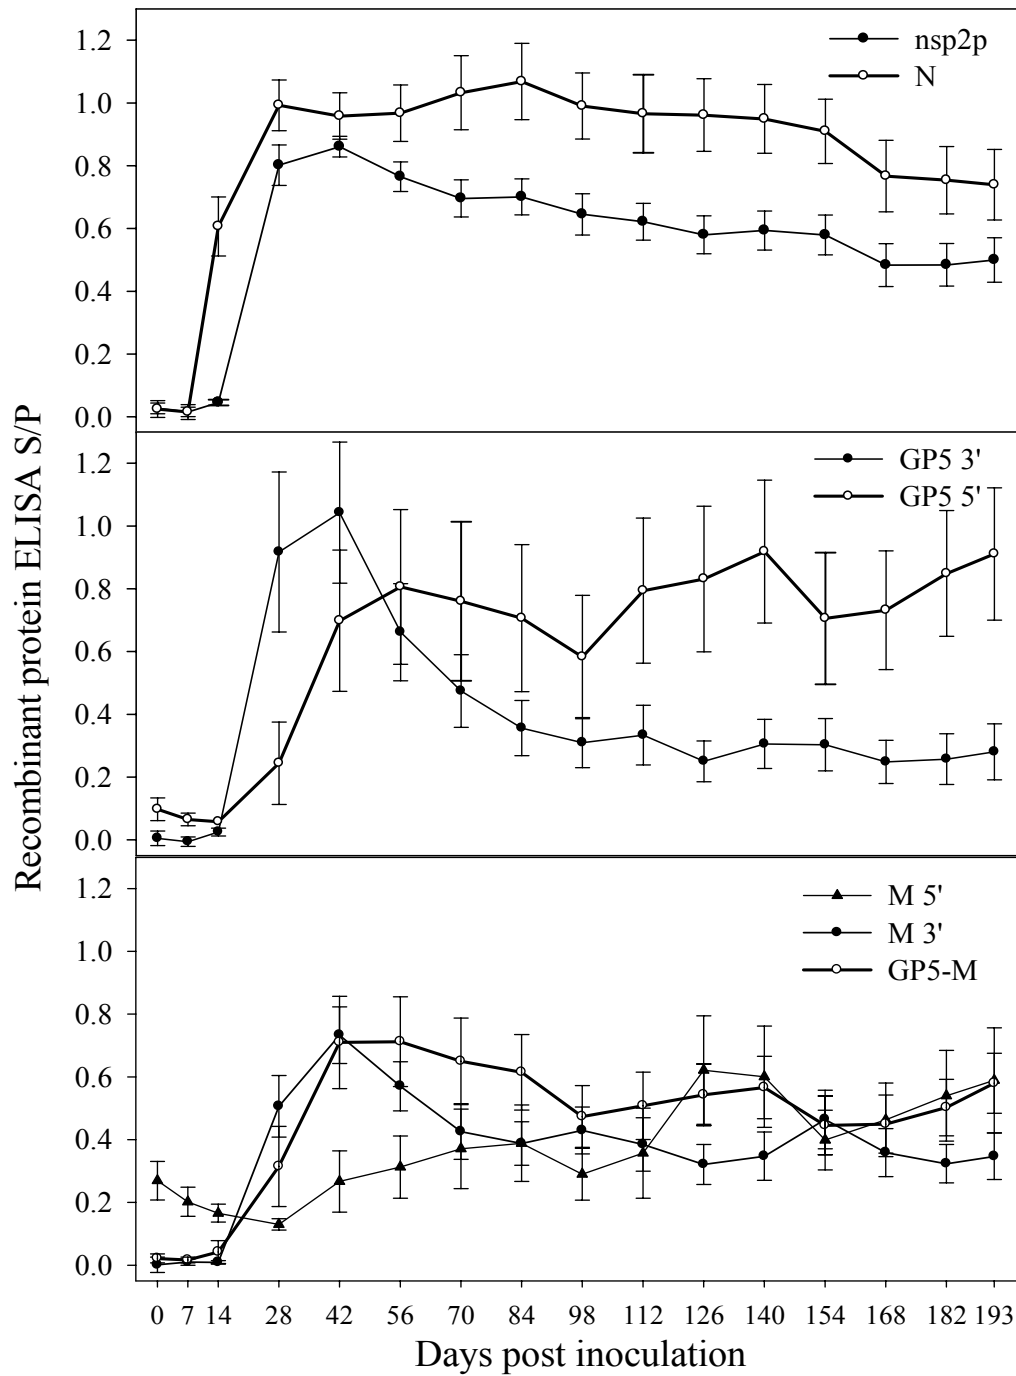 nsp2p
N
1.2
1.0
0.8
0.6
0.4
0.2
0.0
GP5 3'
GP5 5'
1.2
1.0
0.8
0.6
0.4
0.2
0.0
M 5'
M 3'
GP5-M
1.2
1.0
0.8
0.6
0.4
0.2
0.0
Recombinant protein ELISA S/P
0 7 14 28 42 56 70 84 98 112 126 140 154 168 182 193
Days post inoculation